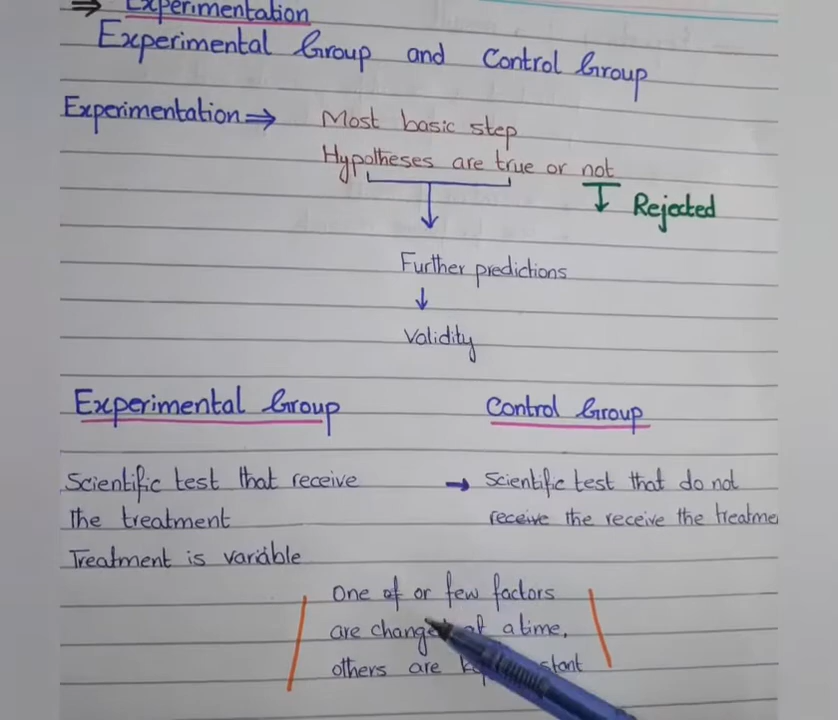 ⇒ Experimentation
Experimental Group and Control Group
Experimentation ⇒ Most basic step
Hypotheses are true or not
↓ Rejected
Further predictions
↓
Validity
Experimental Group
Scientific test that receive
the treatment
Treatment is variable
Control Group
→ Scientific test that do not
receive the receive the treatme
One of or few factors
are change at a time,
others are